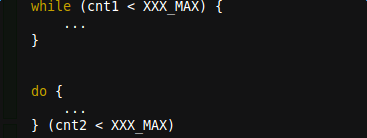 while (cnt1 < XXX_MAX) {
    ...
}
do {
    ...
} (cnt2 < XXX_MAX)